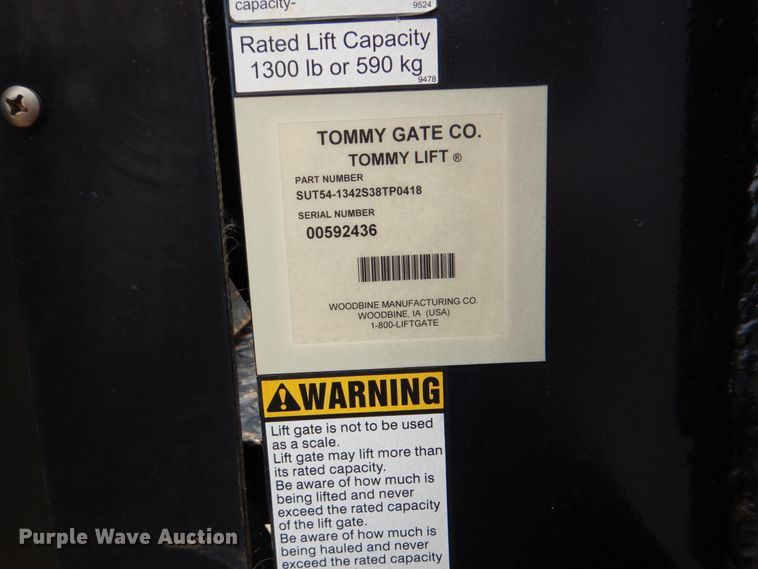 capacity-
9524
Rated Lift Capacity
1300 lb or 590 kg
9478
TOMMY GATE CO.
TOMMY LIFT ®
PART NUMBER
SUT54-1342S38TP0418
SERIAL NUMBER
00592436
WOODBINE MANUFACTURING CO.
WOODBINE, IA (USA)
1-800-LIFTGATE
WARNING
Lift gate is not to be used
as a scale.
Lift gate may lift more than
its rated capacity.
Be aware of how much is
being lifted and never
exceed the rated capacity
of the lift gate.
Be aware of how much is
being hauled and never
exceed the rated capacity
Purple Wave Auction